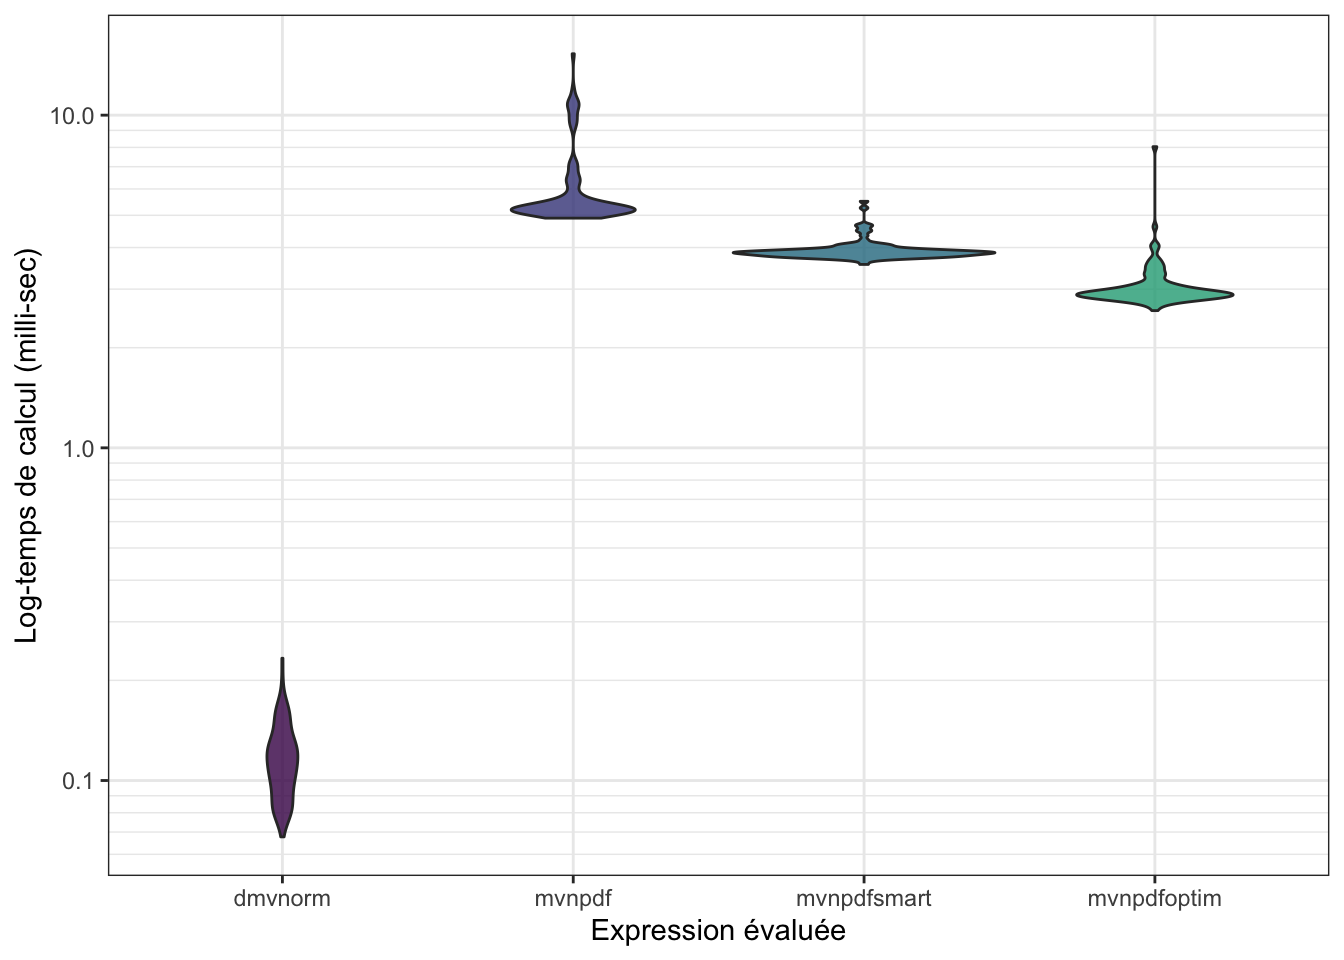 Log-temps de calcul (milli-sec)
10.0
1.0
0.1
dmvnorm mvnpdf mvnpdfsmart mvnpdfoptim
Expression évaluée